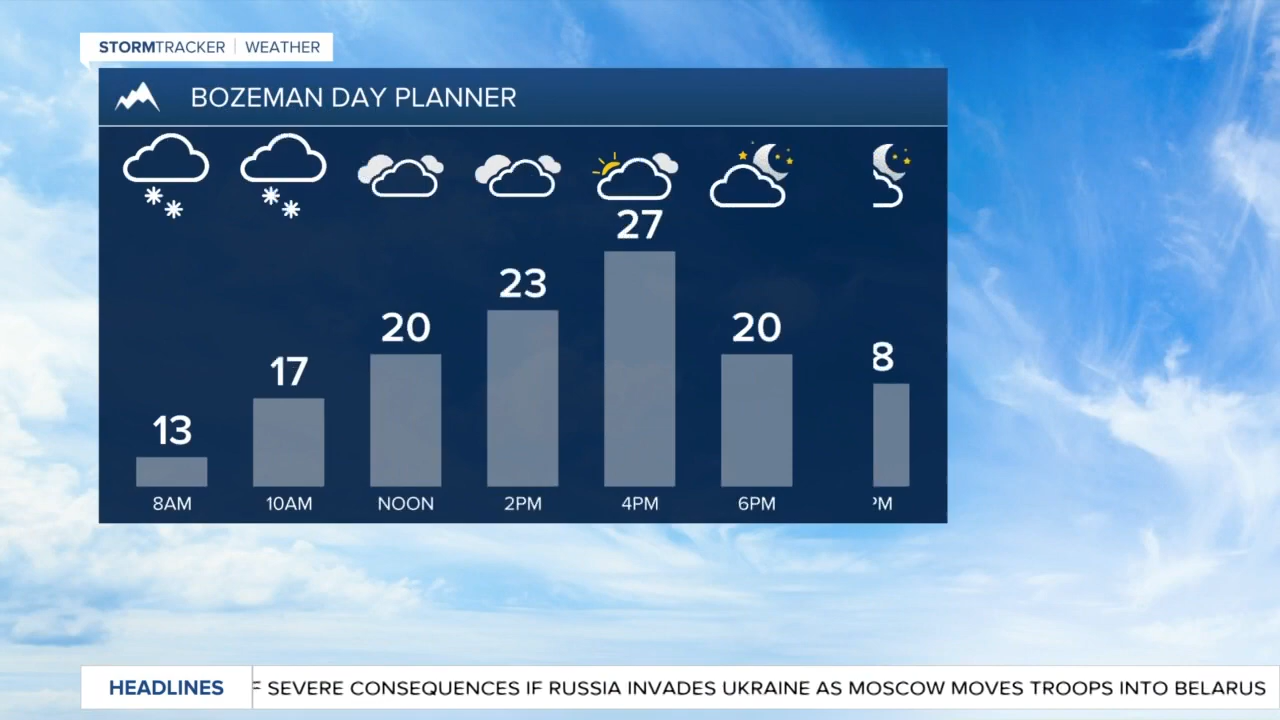 STORMTRACKER | WEATHER
BOZEMAN DAY PLANNER
27
23
20 20
17
8
13
8AM 10AM NOON 2PM 4PM 6PM PM
HEADLINES F SEVERE CONSEQUENCES IF RUSSIA INVADES UKRAINE AS MOSCOW MOVES TROOPS INTO BELARUS